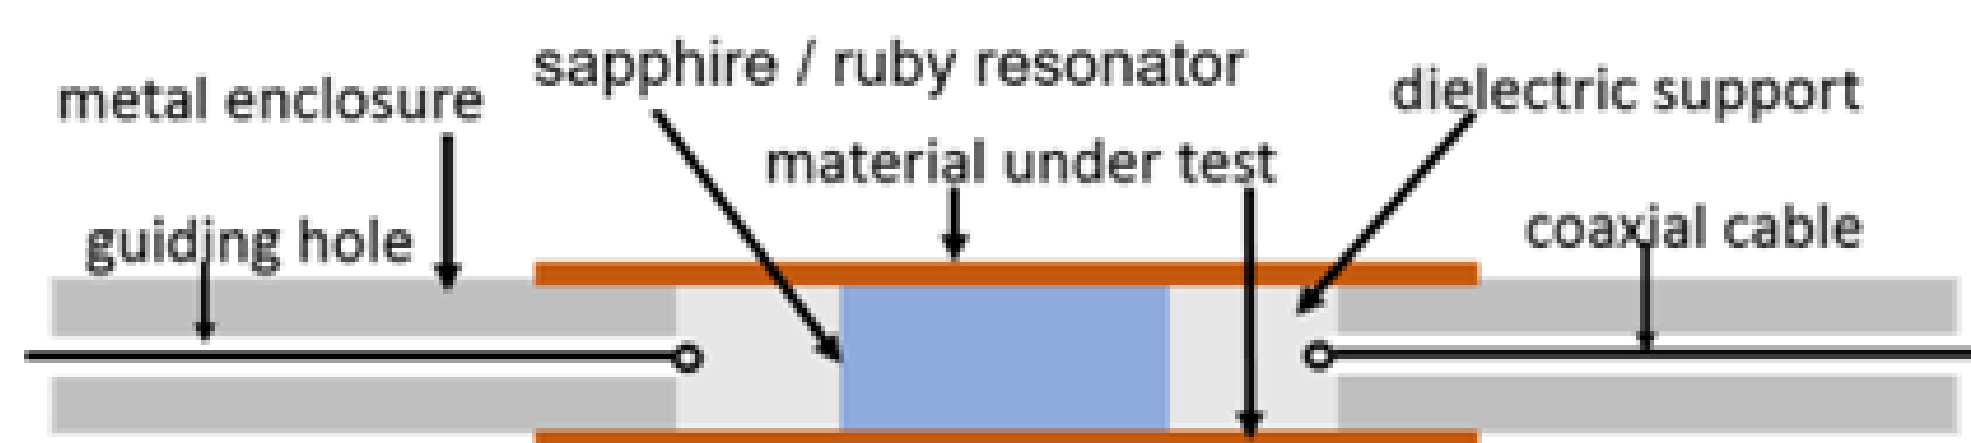 sapphire / ruby resonator
metal enclosure
dielectric support
material under test
guiding hole
coaxial cable